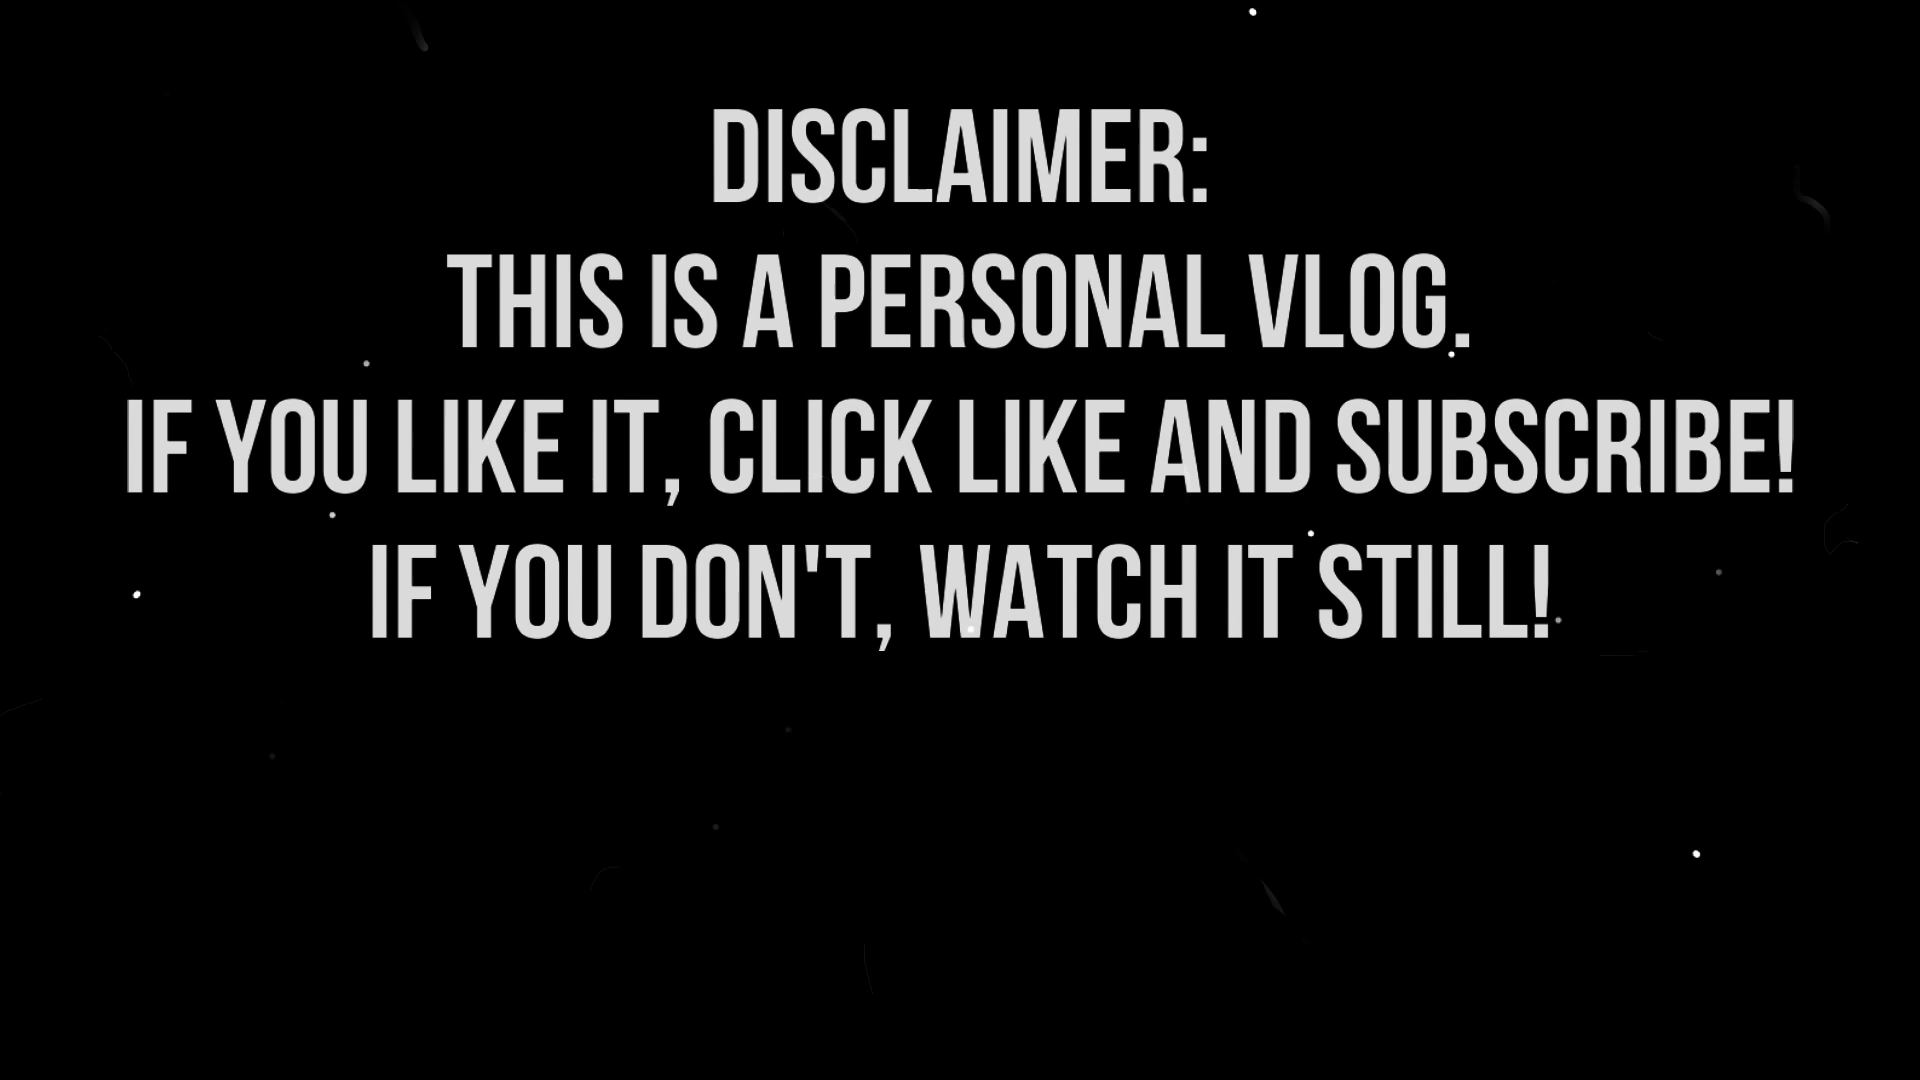 DISCLAIMER:
THIS IS A PERSONAL VLOG.
IF YOU LIKE IT, CLICK LIKE AND SUBSCRIBE!
IF YOU DON'T, WATCH IT STILL!